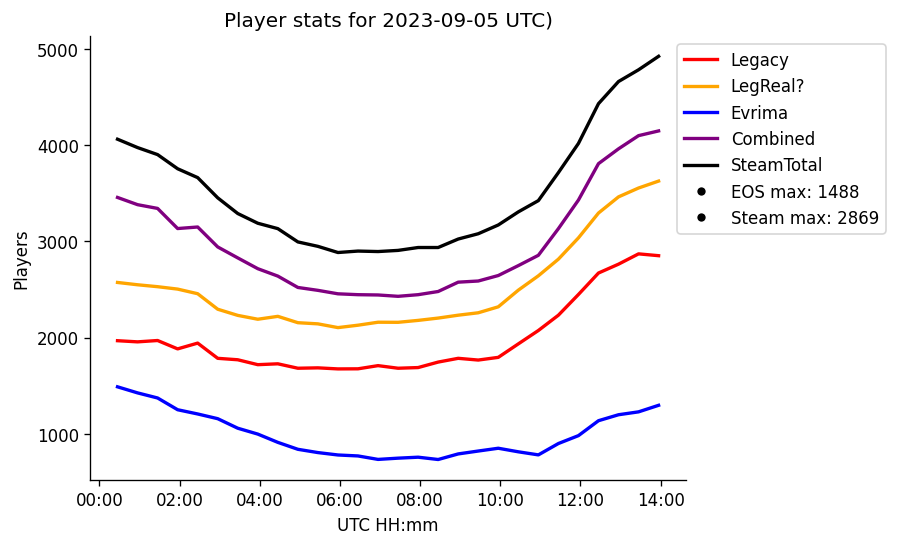 Player stats for 2023-09-05 UTC)
5000
4000
3000
2000
1000
Players
00:00 02:00 04:00 06:00 08:00 10:00 12:00 14:00
UTC HH:mm
Legacy
LegReal?
Evrima
Combined
SteamTotal
EOS max: 1488
Steam max: 2869